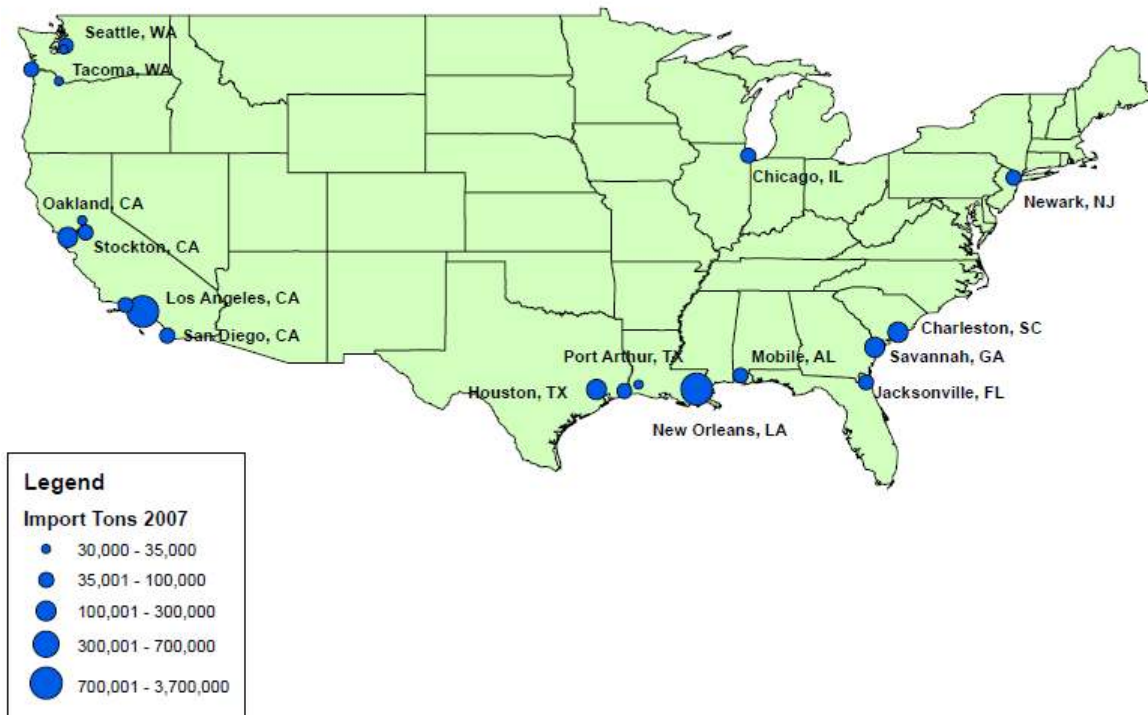 Seattle, WA
Tacoma, WA
Chicago, IL
Newark, NJ
Oakland, CA
Stockton, CA
Los Angeles, CA
San Diego, CA
Charleston, SC
Port Arthur, TX
Mobile, AL
Savannah, GA
Houston, TX
Jacksonville, FL
New Orleans, LA
Legend
Import Tons 2007
30,000 - 35,000
35,001 - 100,000
100,001 - 300,000
300,001 - 700,000
700,001 - 3,700,000